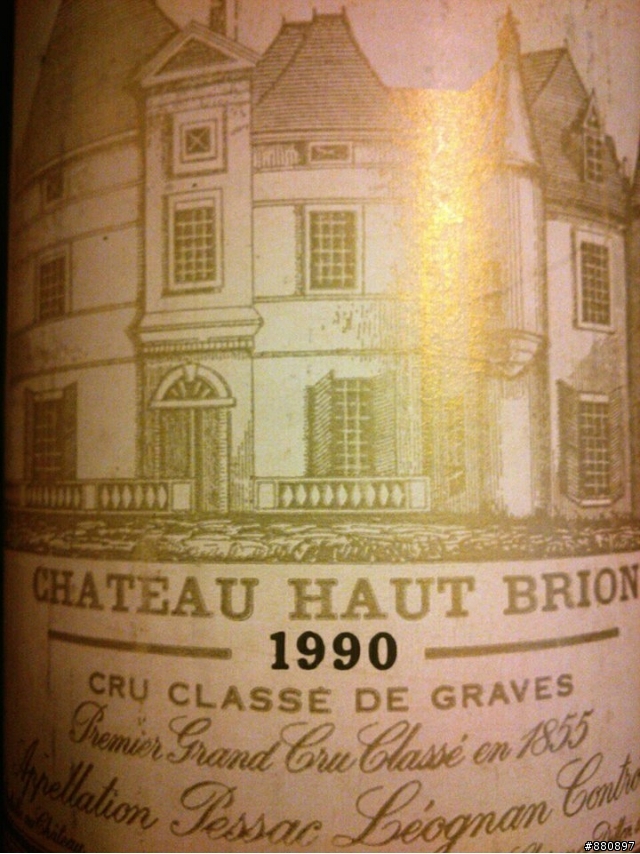 CHATEAU HAUT BRION
1990
CRU CLASSÉ DE GRAVES
Premier Grand Cru Classé en 1855
Appellation Pessac Léognan Contrô
Château
#880897